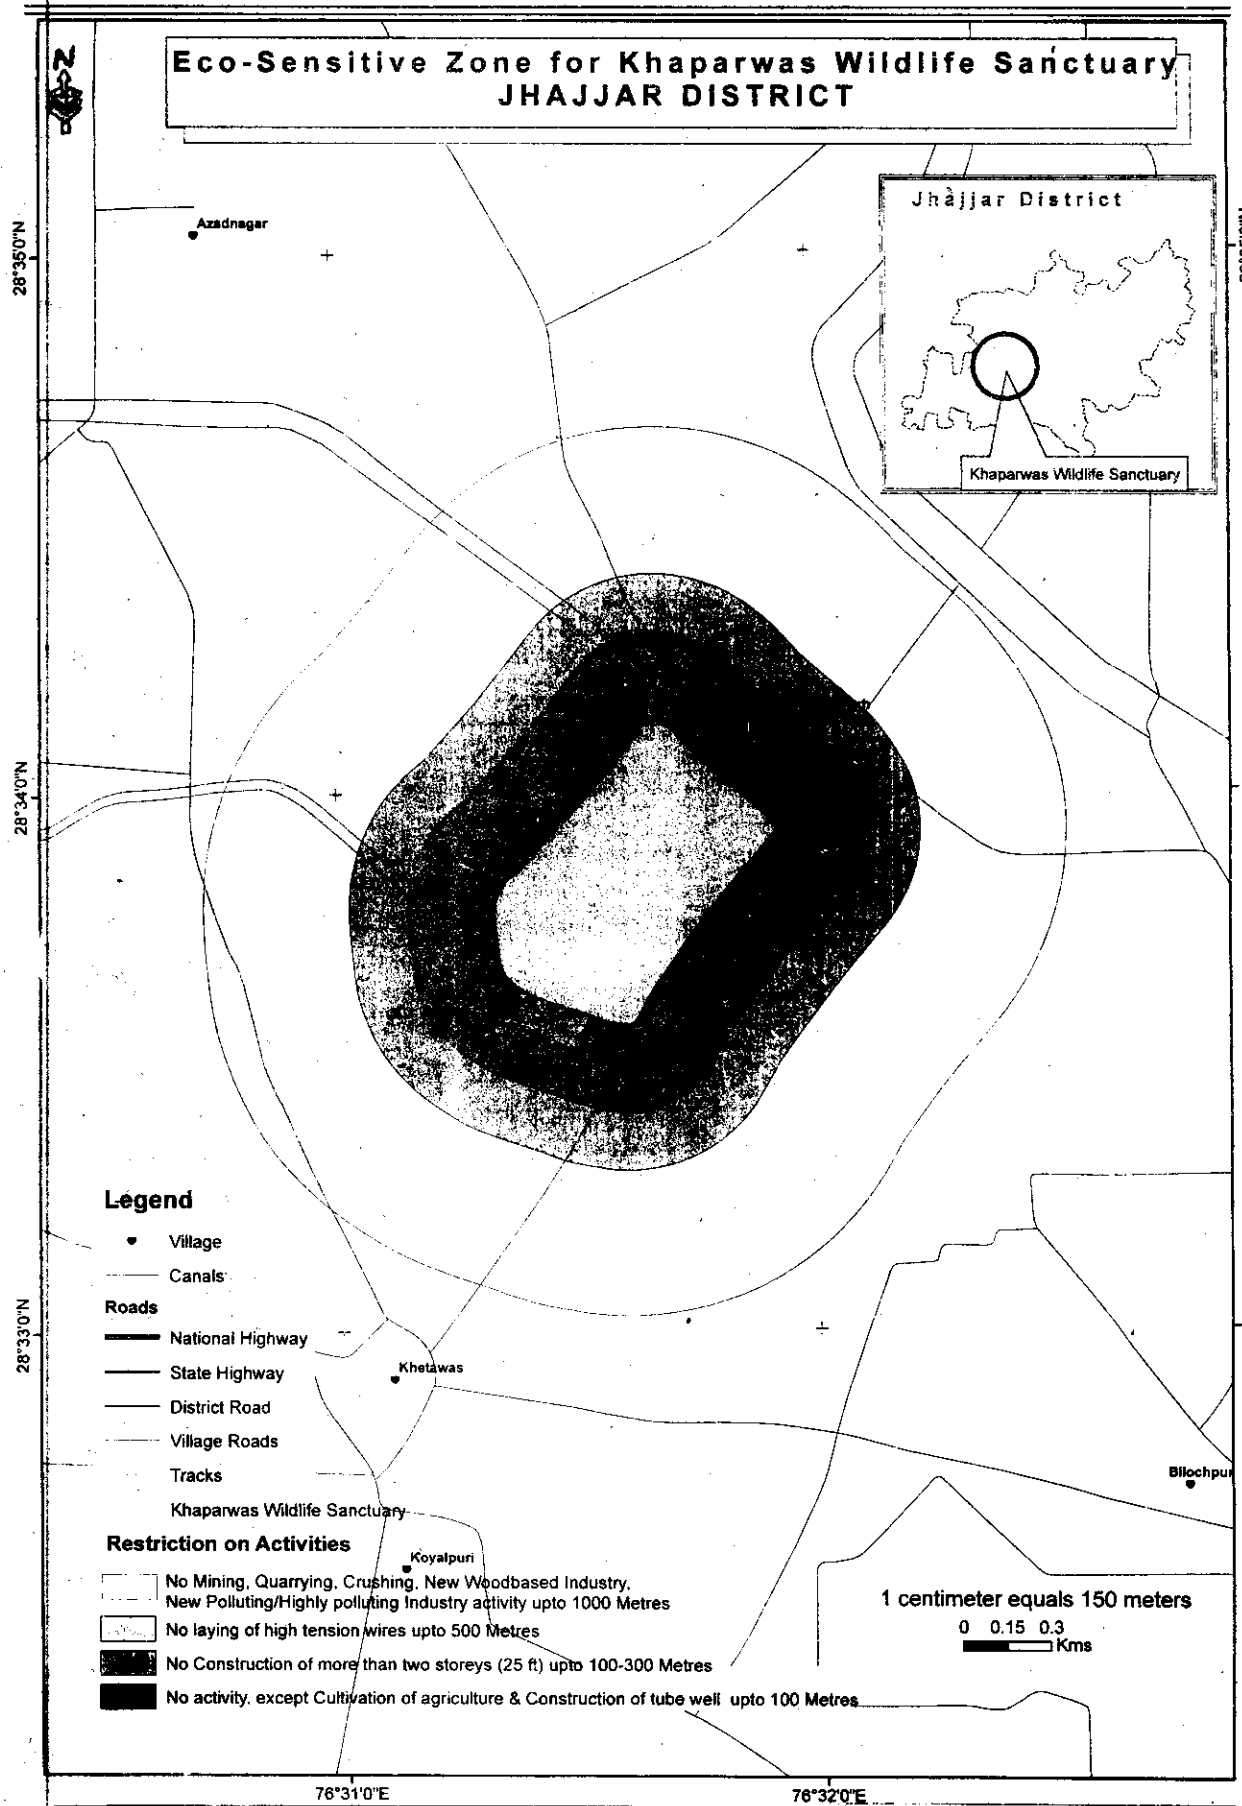 Eco-Sensitive Zone for Khaparwas Wildlife Sanctuary
JHAJJAR DISTRICT
N
Jhajjar District
Khaparwas Wildlife Sanctuary
Azadnagar
28°35'0"N
28°34'0"N
28°33'0"N
Legend
Village
Canals
Roads
National Highway
State Highway
District Road
Village Roads
Tracks
Khaparwas Wildlife Sanctuary
Khetawas
Bilochpur
Koyalpuri
Restriction on Activities
No Mining, Quarrying, Crushing, New Woodbased Industry,
New Polluting/Highly polluting Industry activity upto 1000 Metres
No laying of high tension wires upto 500 Metres
No Construction of more than two storeys (25 ft) upto 100-300 Metres
No activity, except Cultivation of agriculture & Construction of tube well upto 100 Metres
1 centimeter equals 150 meters
0 0.15 0.3
Kms
76°31'0"E
76°32'0"E